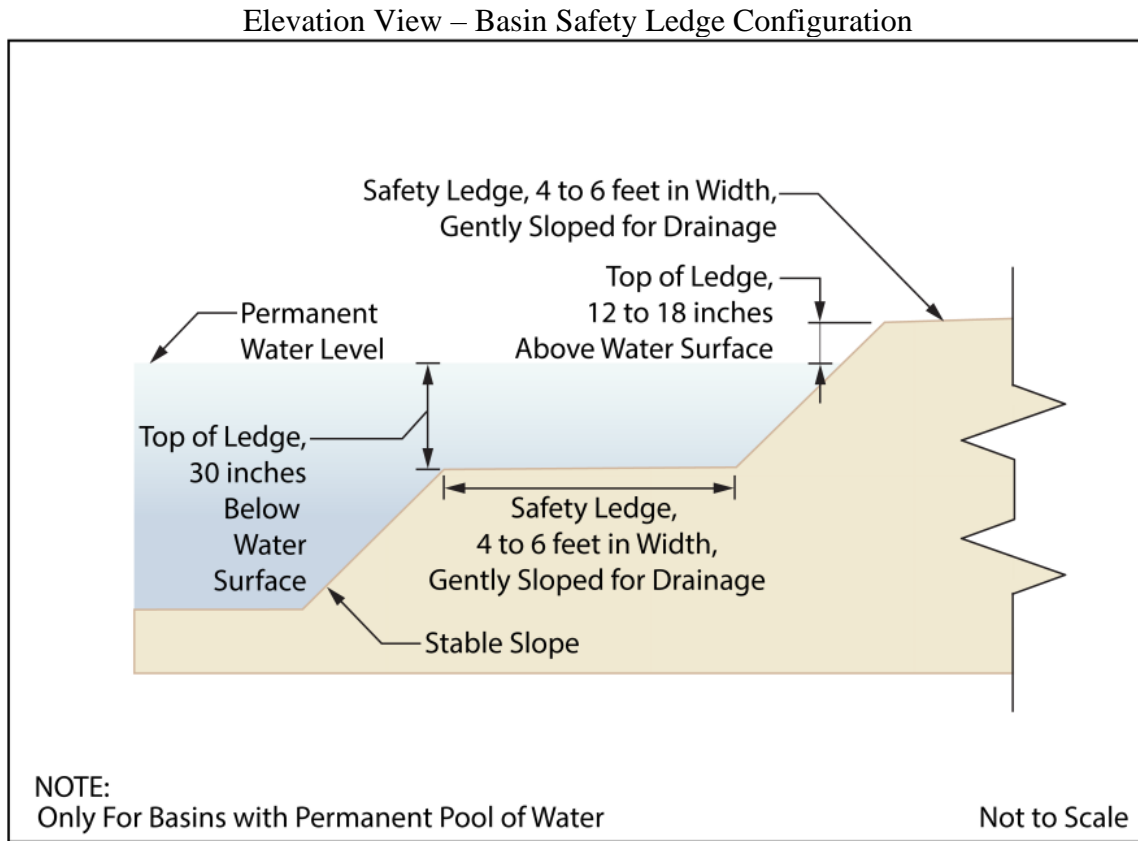 Elevation View – Basin Safety Ledge Configuration
Safety Ledge, 4 to 6 feet in Width,
Gently Sloped for Drainage
Top of Ledge,
12 to 18 inches
Above Water Surface
Permanent
Water Level
Top of Ledge,
30 inches
Below
Water
Surface
Safety Ledge,
4 to 6 feet in Width,
Gently Sloped for Drainage
Stable Slope
NOTE:
Only For Basins with Permanent Pool of Water
Not to Scale